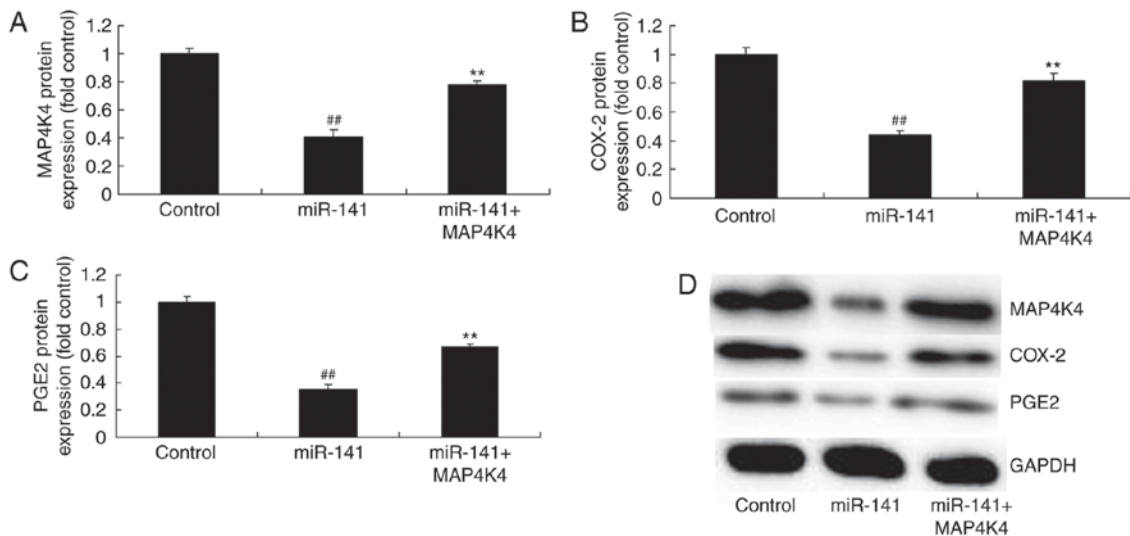 A
MAP4K4 protein
expression (fold control)
1.2
1
0.8
0.6
0.4
0.2
0
##
**
Control
miR-141
miR-141+
MAP4K4
B
COX-2 protein
expression (fold control)
1.2
1
0.8
0.6
0.4
0.2
0
##
**
Control
miR-141
miR-141+
MAP4K4
C
PGE2 protein
expression (fold control)
1.2
1
0.8
0.6
0.4
0.2
0
##
**
Control
miR-141
miR-141+
MAP4K4
D
MAP4K4
COX-2
PGE2
GAPDH
Control
miR-141
miR-141+
MAP4K4